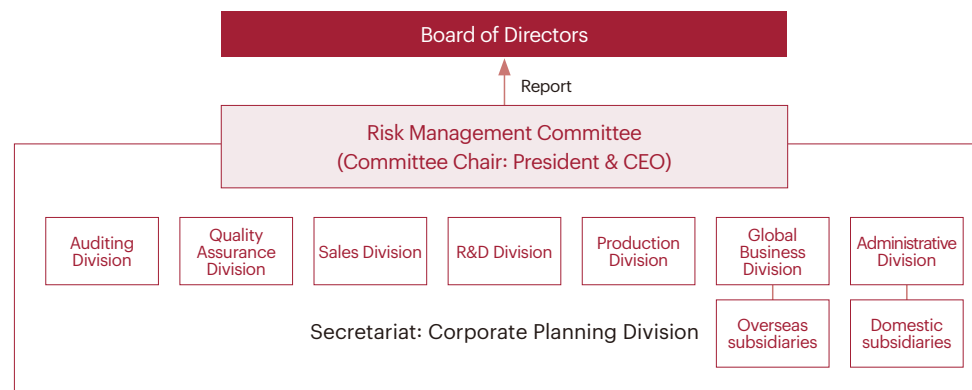 Board of Directors
Report
Risk Management Committee
(Committee Chair: President & CEO)
Auditing
Division
Quality
Assurance
Division
Sales Division
R&D Division
Production
Division
Global
Business
Division
Administrative
Division
Secretariat: Corporate Planning Division
Overseas
subsidiaries
Domestic
subsidiaries